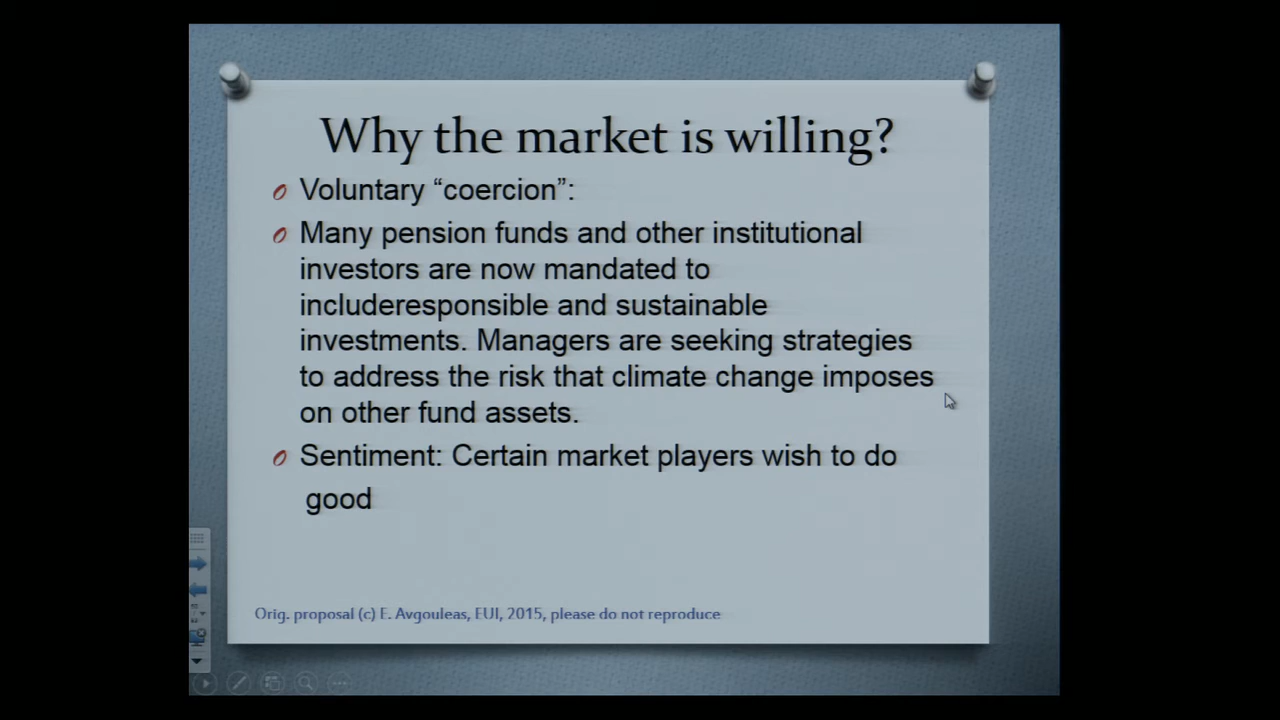 Why the market is willing?
Voluntary “coercion”:
Many pension funds and other institutional
investors are now mandated to
includeresponsible and sustainable
investments. Managers are seeking strategies
to address the risk that climate change imposes
on other fund assets.
Sentiment: Certain market players wish to do
good
Orig. proposal (c) E. Avgouleas, EUI, 2015, please do not reproduce